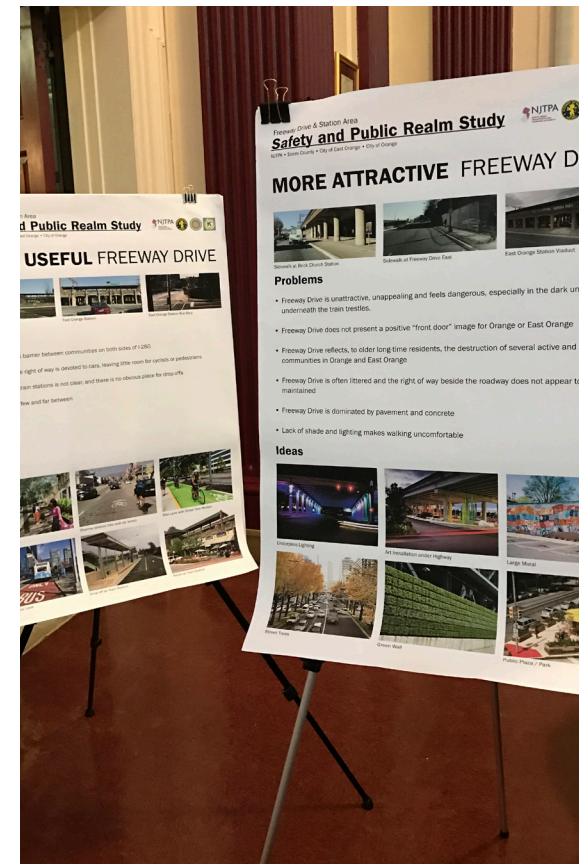 n Area
d Public Realm Study
NJTPA
USEFUL FREEWAY DRIVE
East Orange Station
barrier between communities on both sides of I-280
right of way is devoted to cars, leaving little room for cyclists or pedestrians
train stations is not clear, and there is no obvious place for drop-offs
few and far between
BUS
Freeway Drive & Station Area
Safety and Public Realm Study
NJTPA • Essex County • City of East Orange • City of Orange
NJTPA
MORE ATTRACTIVE FREEWAY D
Sidewalk at Brick Church Station
Sidewalk at Freeway Drive East
East Orange Station Viaduct
Problems
• Freeway Drive is unattractive, unappealing and feels dangerous, especially in the dark un
underneath the train trestles.
• Freeway Drive does not present a positive "front door" image for Orange or East Orange
• Freeway Drive reflects, to older long-time residents, the destruction of several active and
communities in Orange and East Orange
• Freeway Drive is often littered and the right of way beside the roadway does not appear to
maintained
• Freeway Drive is dominated by pavement and concrete
• Lack of shade and lighting makes walking uncomfortable
Ideas
Underpass Lighting
Art Installation under Highway
Large Mural
Street Trees
Green Wall
Public Plaza / Park